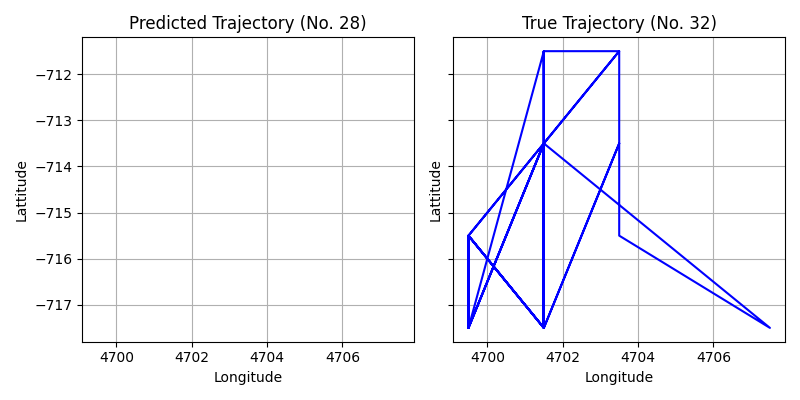 Predicted Trajectory (No. 28)
True Trajectory (No. 32)
−712
−713
−714
−715
−716
−717
Lattitude
Lattitude
4700
4702
4704
4706
4700
4702
4704
4706
Longitude
Longitude